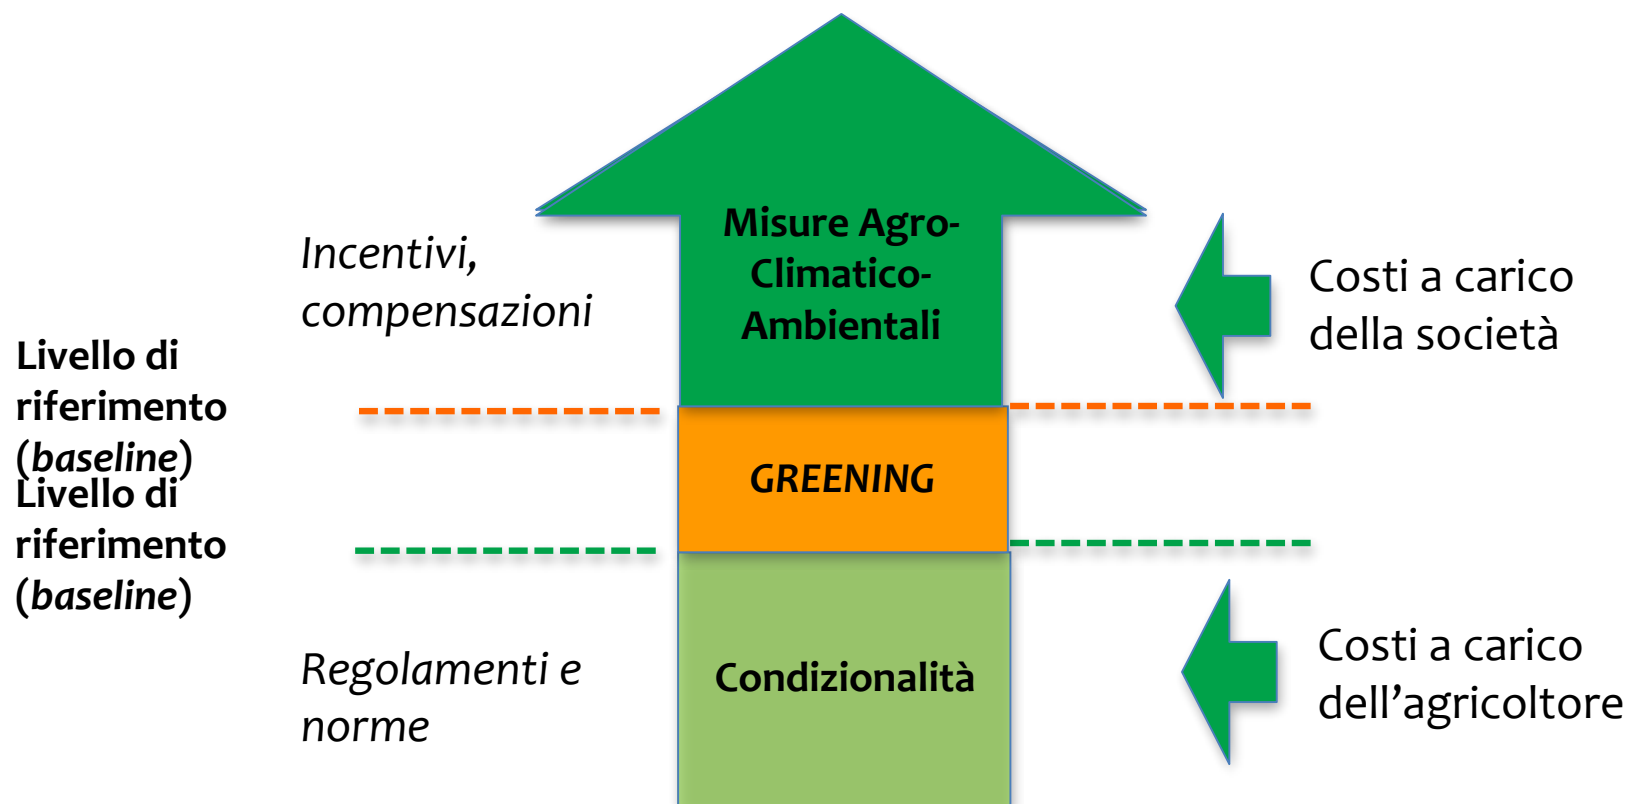 Misure Agro-
Climatico-
Ambientali
Incentivi,
compensazioni
Costi a carico
della società
Livello di
riferimento
(baseline)
Livello di
riferimento
(baseline)
GREENING
Regolamenti e
norme
Condizionalità
Costi a carico
dell’agricoltore